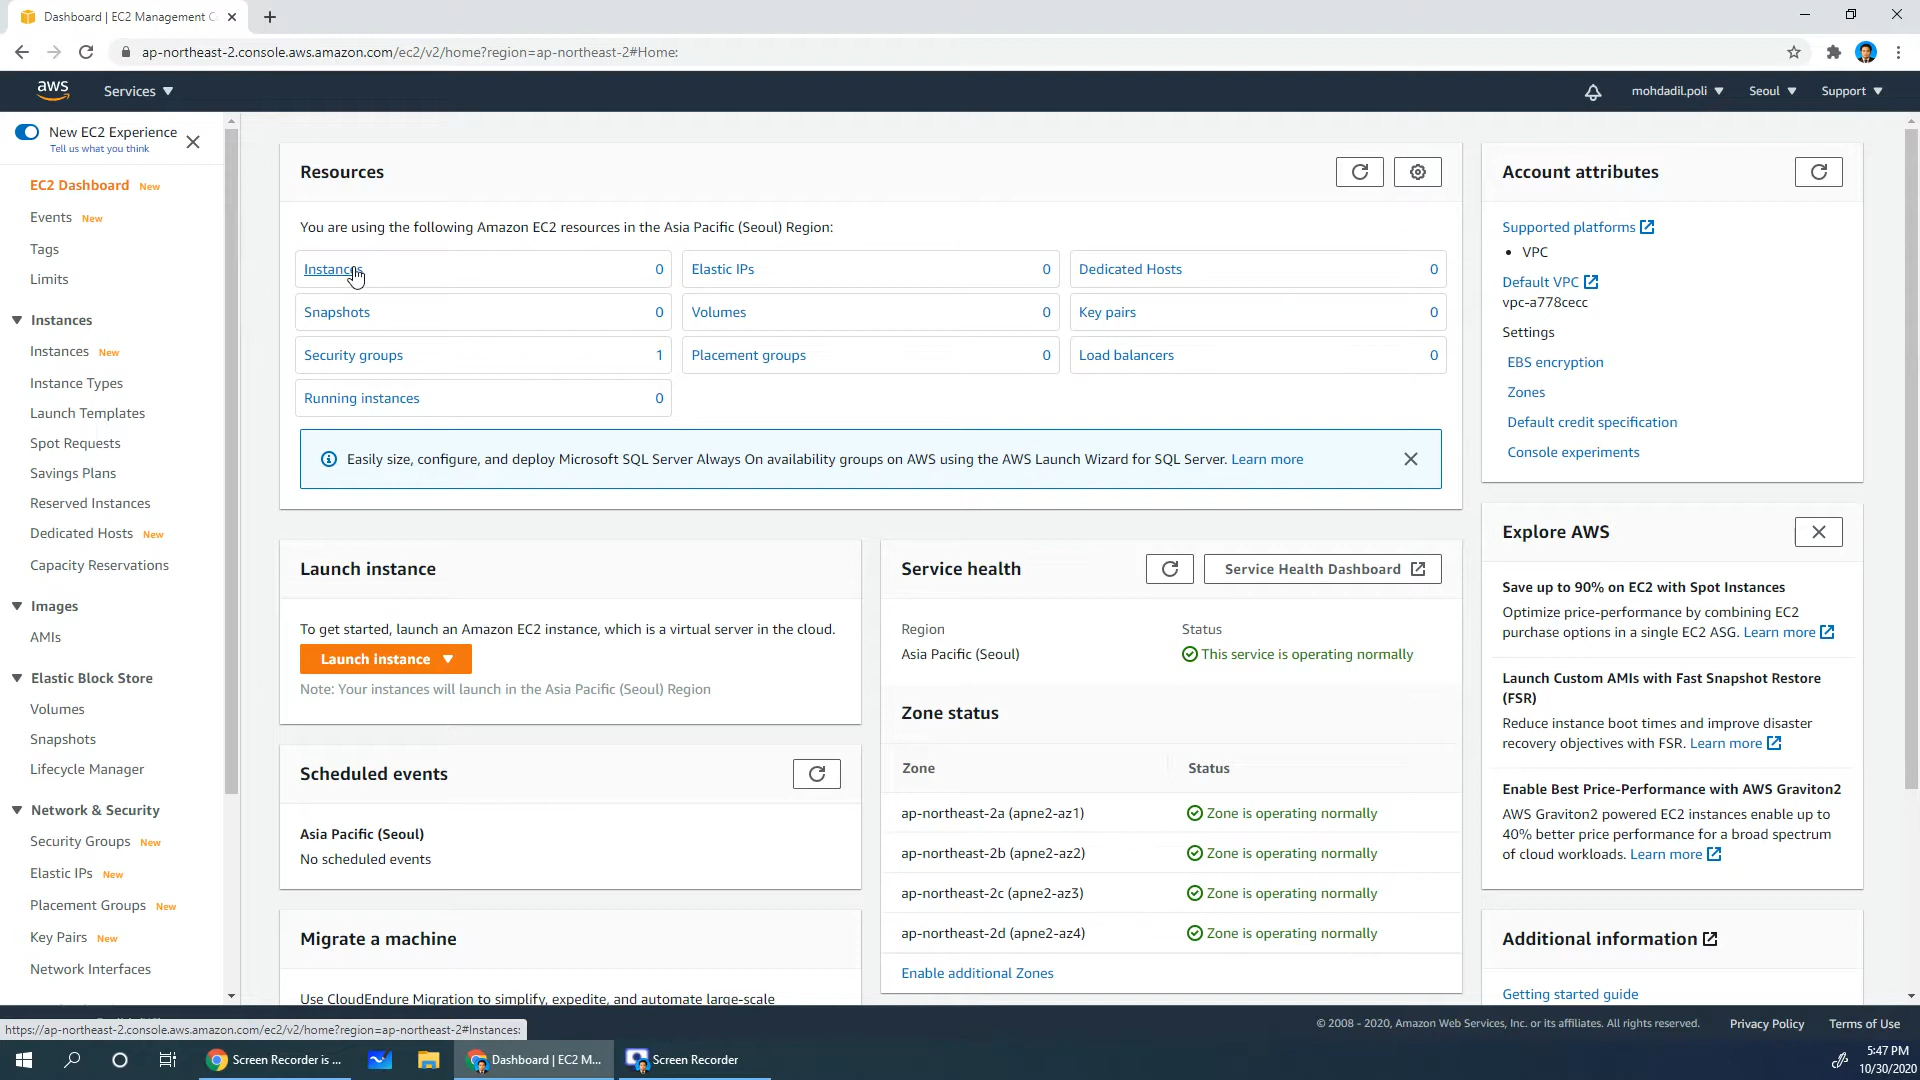 Dashboard | EC2 Management C
ap-northeast-2.console.aws.amazon.com/ec2/v2/home?region=ap-northeast-2#Home:
aws
Services
mohdadil.poli
Seoul
Support
New EC2 Experience
Tell us what you think
EC2 Dashboard New
Events New
Tags
Limits
Instances
Instances New
Instance Types
Launch Templates
Spot Requests
Savings Plans
Reserved Instances
Dedicated Hosts New
Capacity Reservations
Images
AMIs
Elastic Block Store
Volumes
Snapshots
Lifecycle Manager
Network & Security
Security Groups New
Elastic IPs New
Placement Groups New
Key Pairs New
Network Interfaces
Resources
You are using the following Amazon EC2 resources in the Asia Pacific (Seoul) Region:
Instances 0 Elastic IPs 0 Dedicated Hosts 0
Snapshots 0 Volumes 0 Key pairs 0
Security groups 1 Placement groups 0 Load balancers 0
Running instances 0
Easily size, configure, and deploy Microsoft SQL Server Always On availability groups on AWS using the AWS Launch Wizard for SQL Server. Learn more
Launch instance
To get started, launch an Amazon EC2 instance, which is a virtual server in the cloud.
Launch instance
Note: Your instances will launch in the Asia Pacific (Seoul) Region
Scheduled events
Asia Pacific (Seoul)
No scheduled events
Migrate a machine
Use CloudEndure Migration to simplify, expedite, and automate large-scale
Service health
Service Health Dashboard
Region Status
Asia Pacific (Seoul) This service is operating normally
Zone status
Zone Status
ap-northeast-2a (apne2-az1) Zone is operating normally
ap-northeast-2b (apne2-az2) Zone is operating normally
ap-northeast-2c (apne2-az3) Zone is operating normally
ap-northeast-2d (apne2-az4) Zone is operating normally
Enable additional Zones
Account attributes
Supported platforms
• VPC
Default VPC
vpc-a778cecc
Settings
EBS encryption
Zones
Default credit specification
Console experiments
Explore AWS
Save up to 90% on EC2 with Spot Instances
Optimize price-performance by combining EC2
purchase options in a single EC2 ASG. Learn more
Launch Custom AMIs with Fast Snapshot Restore
(FSR)
Reduce instance boot times and improve disaster
recovery objectives with FSR. Learn more
Enable Best Price-Performance with AWS Graviton2
AWS Graviton2 powered EC2 instances enable up to
40% better price performance for a broad spectrum
of cloud workloads. Learn more
Additional information
Getting started guide
© 2008 - 2020, Amazon Web Services, Inc. or its affiliates. All rights reserved. Privacy Policy Terms of Use
https://ap-northeast-2.console.aws.amazon.com/ec2/v2/home?region=ap-northeast-2#Instances:
Screen Recorder is ...
Dashboard | EC2 M...
Screen Recorder
5:47 PM
10/30/2020